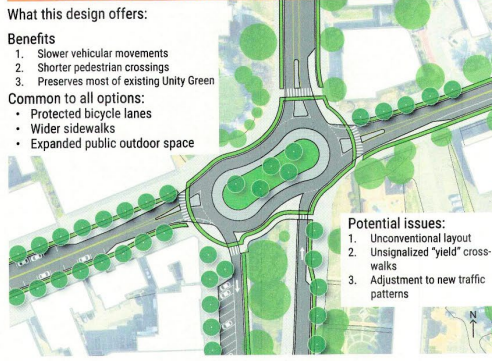 What this design offers:
Benefits
1. Slower vehicular movements
2. Shorter pedestrian crossings
3. Preserves most of existing Unity Green
Common to all options:
• Protected bicycle lanes
• Wider sidewalks
• Expanded public outdoor space
Potential issues:
1. Unconventional layout
2. Unsignalized "yield" cross-
walks
3. Adjustment to new traffic
patterns
N